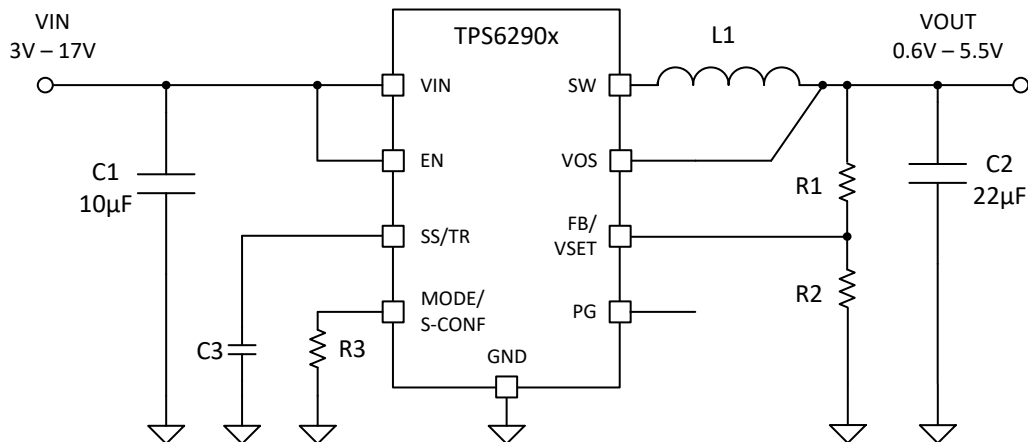 VIN
3V – 17V
TPS6290x
L1
VOUT
0.6V – 5.5V
VIN
SW
C1
10µF
EN
VOS
R1
C2
22µF
SS/TR
FB/
VSET
MODE/
S-CONF
PG
R2
C3
R3
GND